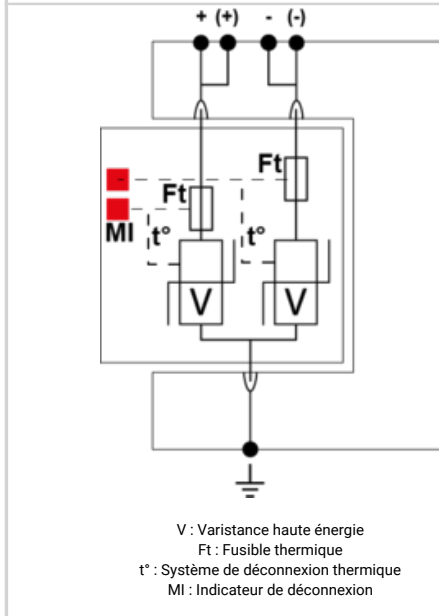 + (+) - (-)
Ft
Ft
MI t° t°
V V
V : Varistance haute énergie
Ft : Fusible thermique
t° : Système de déconnexion thermique
MI : Indicateur de déconnexion